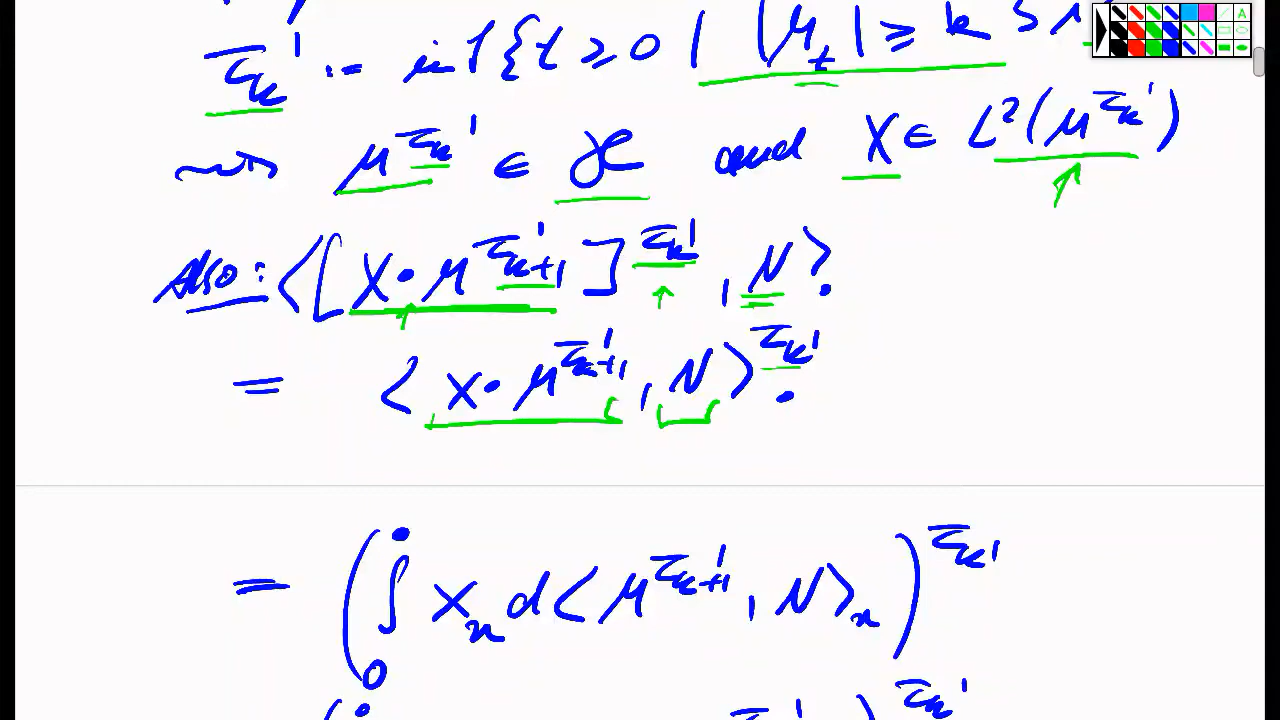 τ_k' := inf{t ≥ 0 | |M_t| ≥ k}
⇝ M^{τ_k'} ∈ ℋ and X ∈ L²(M^{τ_k'})
Also: <[X•M^{τ_{k+1}'}]^{τ_k'}, N>.
= <X•M^{τ_{k+1}'}, N>^{τ_k'}.
= (∫_0^• X_s d<M^{τ_{k+1}'}, N>_s)^{τ_k'}